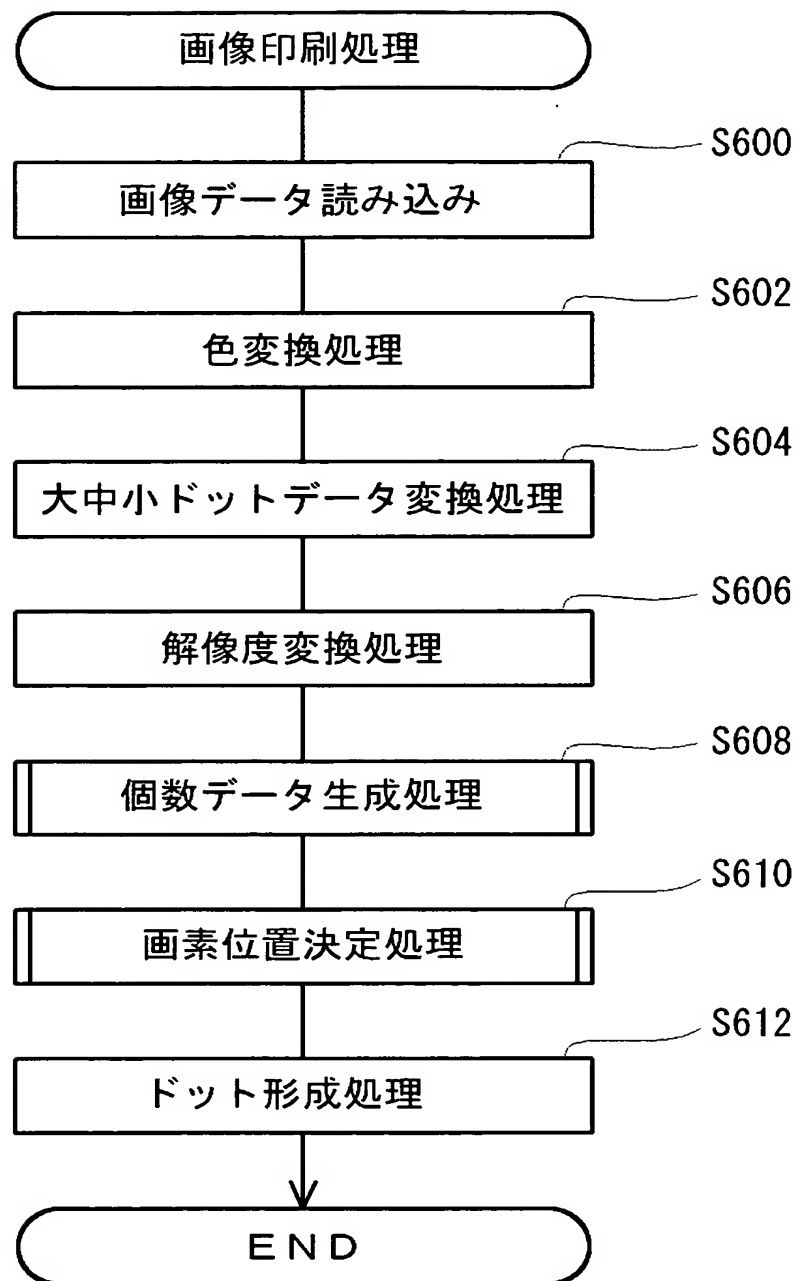 画像印刷処理
S600
画像データ読み込み
S602
色変換処理
S604
大中小ドットデータ変換処理
S606
解像度変換処理
S608
個数データ生成処理
S610
画素位置決定処理
S612
ドット形成処理
END